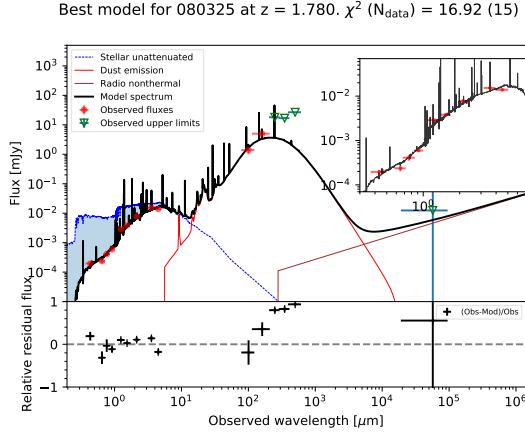 Best model for 080325 at z = 1.780. χ² (N_data) = 16.92 (15)
Stellar unattenuated
Dust emission
Radio nonthermal
Model spectrum
Observed fluxes
Observed upper limits
Flux [mJy]
10³
10²
10¹
10⁰
10⁻¹
10⁻²
10⁻³
10⁻⁴
10⁻²
10⁻³
10⁻⁴
10⁰
Relative residual flux
1
0
−1
(Obs-Mod)/Obs
10⁰
10¹
10²
10³
10⁴
10⁵
10⁶
Observed wavelength [μm]